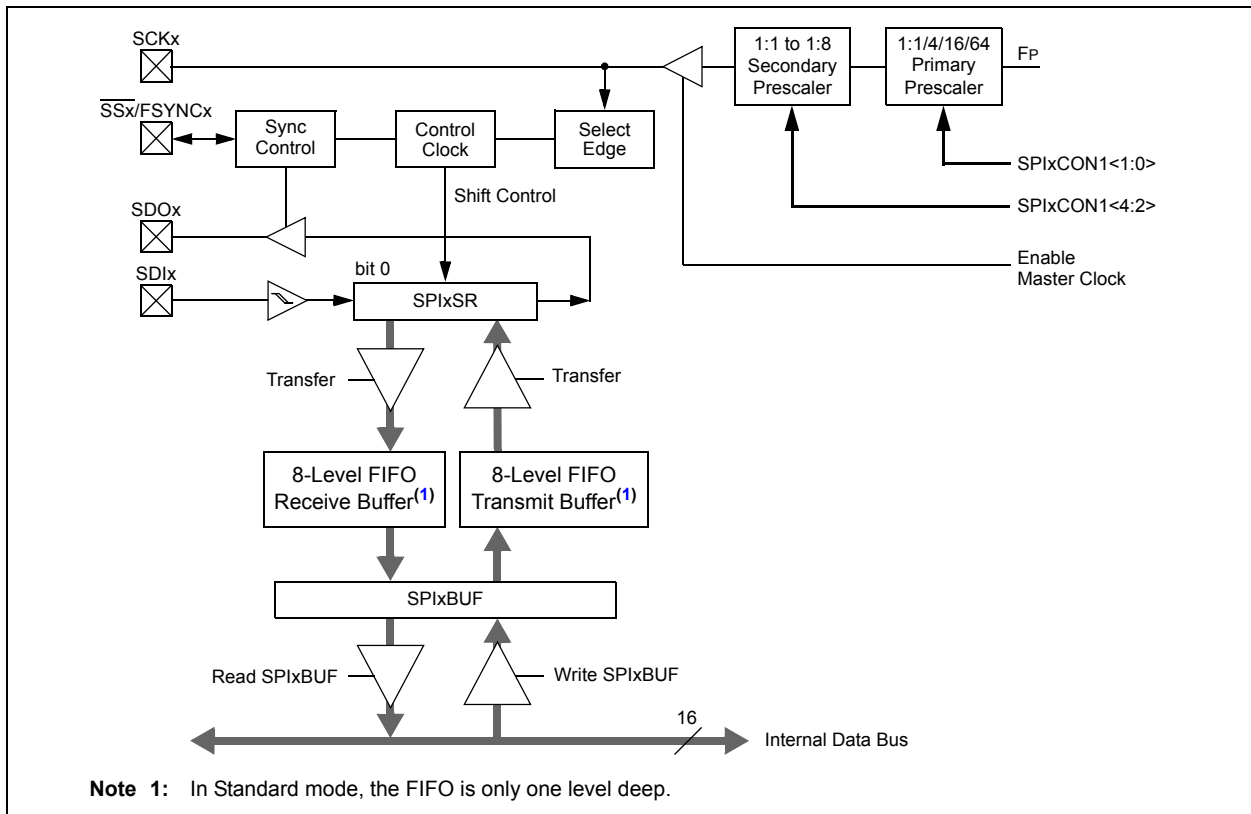 SCKx
1:1 to 1:8
Secondary
Prescaler
1:1/4/16/64
Primary
Prescaler
FP
SSx/FSYNCx
Sync
Control
Control
Clock
Select
Edge
SPIxCON1<1:0>
Shift Control
SPIxCON1<4:2>
SDOx
Enable
Master Clock
SDIx
bit 0
SPIxSR
Transfer
Transfer
8-Level FIFO
Receive Buffer(1)
8-Level FIFO
Transmit Buffer(1)
SPIxBUF
Read SPIxBUF
Write SPIxBUF
16
Internal Data Bus
Note 1: In Standard mode, the FIFO is only one level deep.